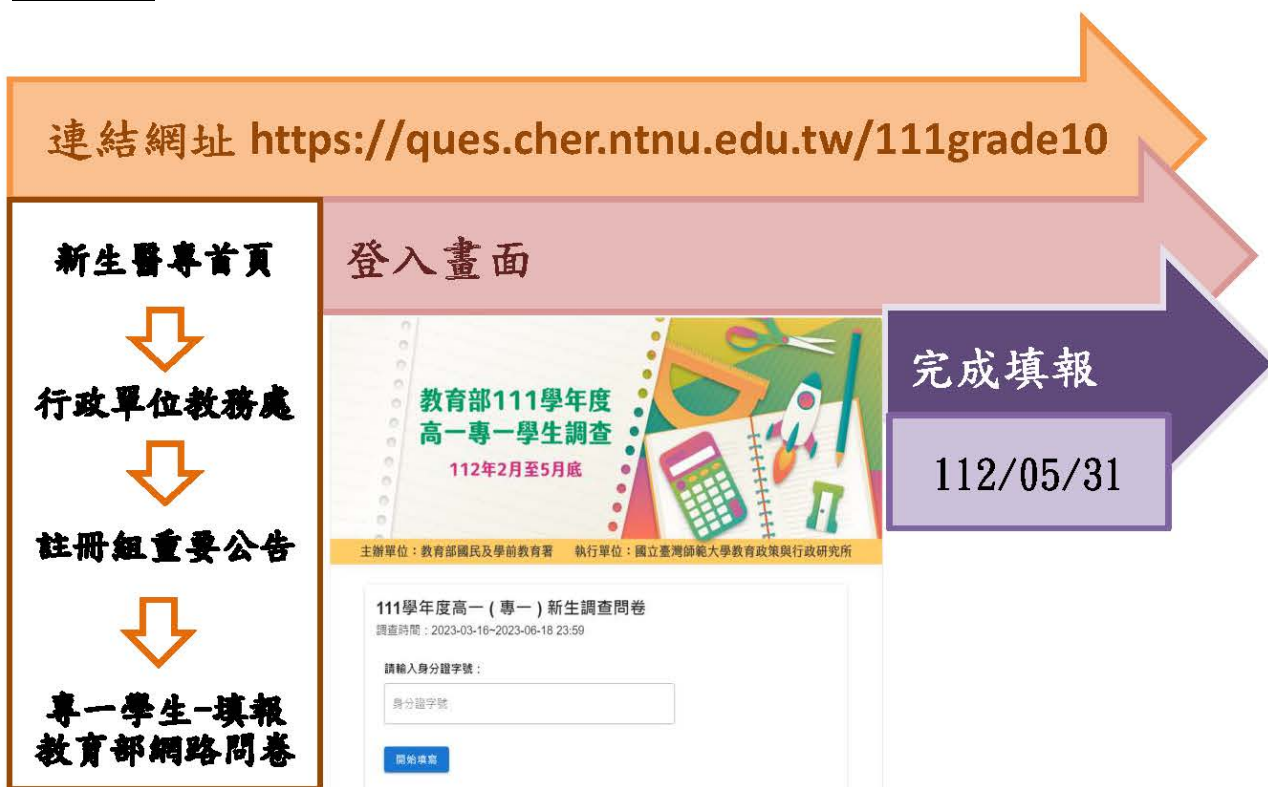 連結網址 https://ques.cher.ntnu.edu.tw/111grade10
新生醫專首頁
行政單位教務處
註冊組重要公告
專一學生-填報
教育部網路問卷
登入畫面
教育部111學年度
高一專一學生調查
112年2月至5月底
主辦單位：教育部國民及學前教育署 執行單位：國立臺灣師範大學教育政策與行政研究所
111學年度高一 ( 專一 ) 新生調查問卷
調查時間：2023-03-16~2023-06-18 23:59
請輸入身分證字號：
身分證字號
開始填寫
完成填報
112/05/31